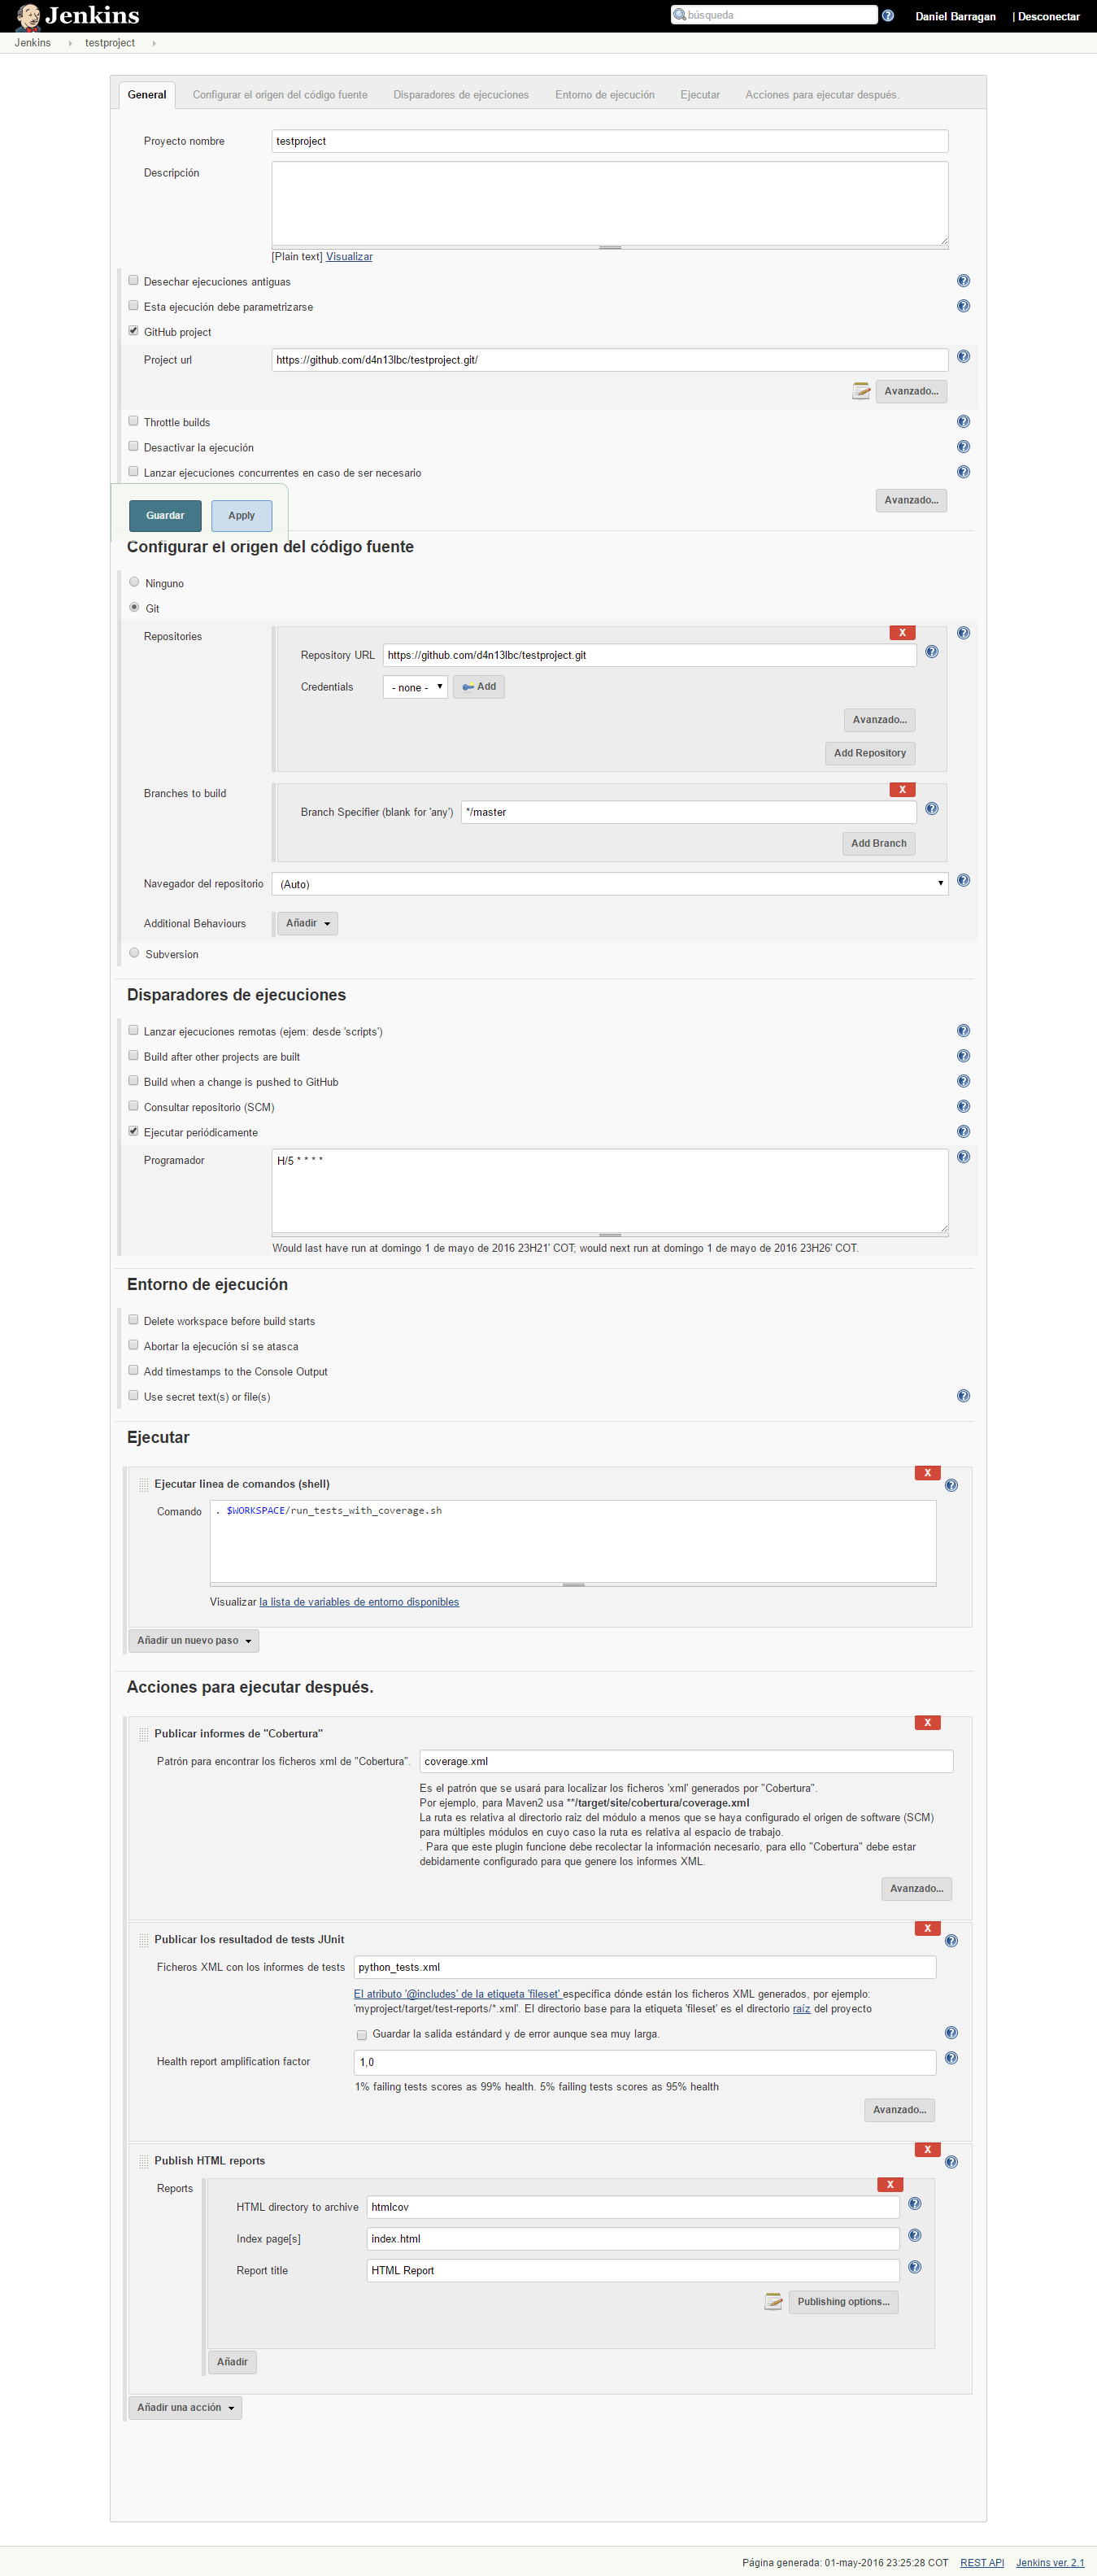 Jenkins
búsqueda
Daniel Barragan
| Desconectar
Jenkins
testproject
General
Configurar el origen del código fuente
Disparadores de ejecuciones
Entorno de ejecución
Ejecutar
Acciones para ejecutar después.
Proyecto nombre
testproject
Descripción
[Plain text] Visualizar
Desechar ejecuciones antiguas
Esta ejecución debe parametrizarse
GitHub project
Project url
https://github.com/d4n13lbc/testproject.git/
Avanzado...
Throttle builds
Desactivar la ejecución
Lanzar ejecuciones concurrentes en caso de ser necesario
Avanzado...
Guardar
Apply
Configurar el origen del código fuente
Ninguno
Git
Repositories
X
Repository URL
https://github.com/d4n13lbc/testproject.git
Credentials
- none -
Add
Avanzado...
Add Repository
Branches to build
X
Branch Specifier (blank for 'any')
*/master
Add Branch
Navegador del repositorio
(Auto)
Additional Behaviours
Añadir
Subversion
Disparadores de ejecuciones
Lanzar ejecuciones remotas (ejem: desde 'scripts')
Build after other projects are built
Build when a change is pushed to GitHub
Consultar repositorio (SCM)
Ejecutar periódicamente
Programador
H/5 * * * *
Would last have run at domingo 1 de mayo de 2016 23H21' COT; would next run at domingo 1 de mayo de 2016 23H26' COT.
Entorno de ejecución
Delete workspace before build starts
Abortar la ejecución si se atasca
Add timestamps to the Console Output
Use secret text(s) or file(s)
Ejecutar
X
Ejecutar linea de comandos (shell)
Comando
. $WORKSPACE/run_tests_with_coverage.sh
Visualizar la lista de variables de entorno disponibles
Añadir un nuevo paso
Acciones para ejecutar después.
X
Publicar informes de "Cobertura"
Patrón para encontrar los ficheros xml de "Cobertura".
coverage.xml
Es el patrón que se usará para localizar los ficheros 'xml' generados por "Cobertura".
Por ejemplo, para Maven2 usa **/target/site/cobertura/coverage.xml
La ruta es relativa al directorio raiz del módulo a menos que se haya configurado el origen de software (SCM)
para múltiples módulos en cuyo caso la ruta es relativa al espacio de trabajo.
. Para que este plugin funcione debe recolectar la información necesario, para ello "Cobertura" debe estar
debidamente configurado para que genere los informes XML.
Avanzado...
X
Publicar los resultadod de tests JUnit
Ficheros XML con los informes de tests
python_tests.xml
El atributo '@includes' de la etiqueta 'fileset' especifica dónde están los ficheros XML generados, por ejemplo:
'myproject/target/test-reports/*.xml'. El directorio base para la etiqueta 'fileset' es el directorio raíz del proyecto
Guardar la salida estándard y de error aunque sea muy larga.
Health report amplification factor
1,0
1% failing tests scores as 99% health. 5% failing tests scores as 95% health
Avanzado...
X
Publish HTML reports
Reports
X
HTML directory to archive
htmlcov
Index page[s]
index.html
Report title
HTML Report
Publishing options...
Añadir
Añadir una acción
Página generada: 01-may-2016 23:25:28 COT
REST API
Jenkins ver. 2.1